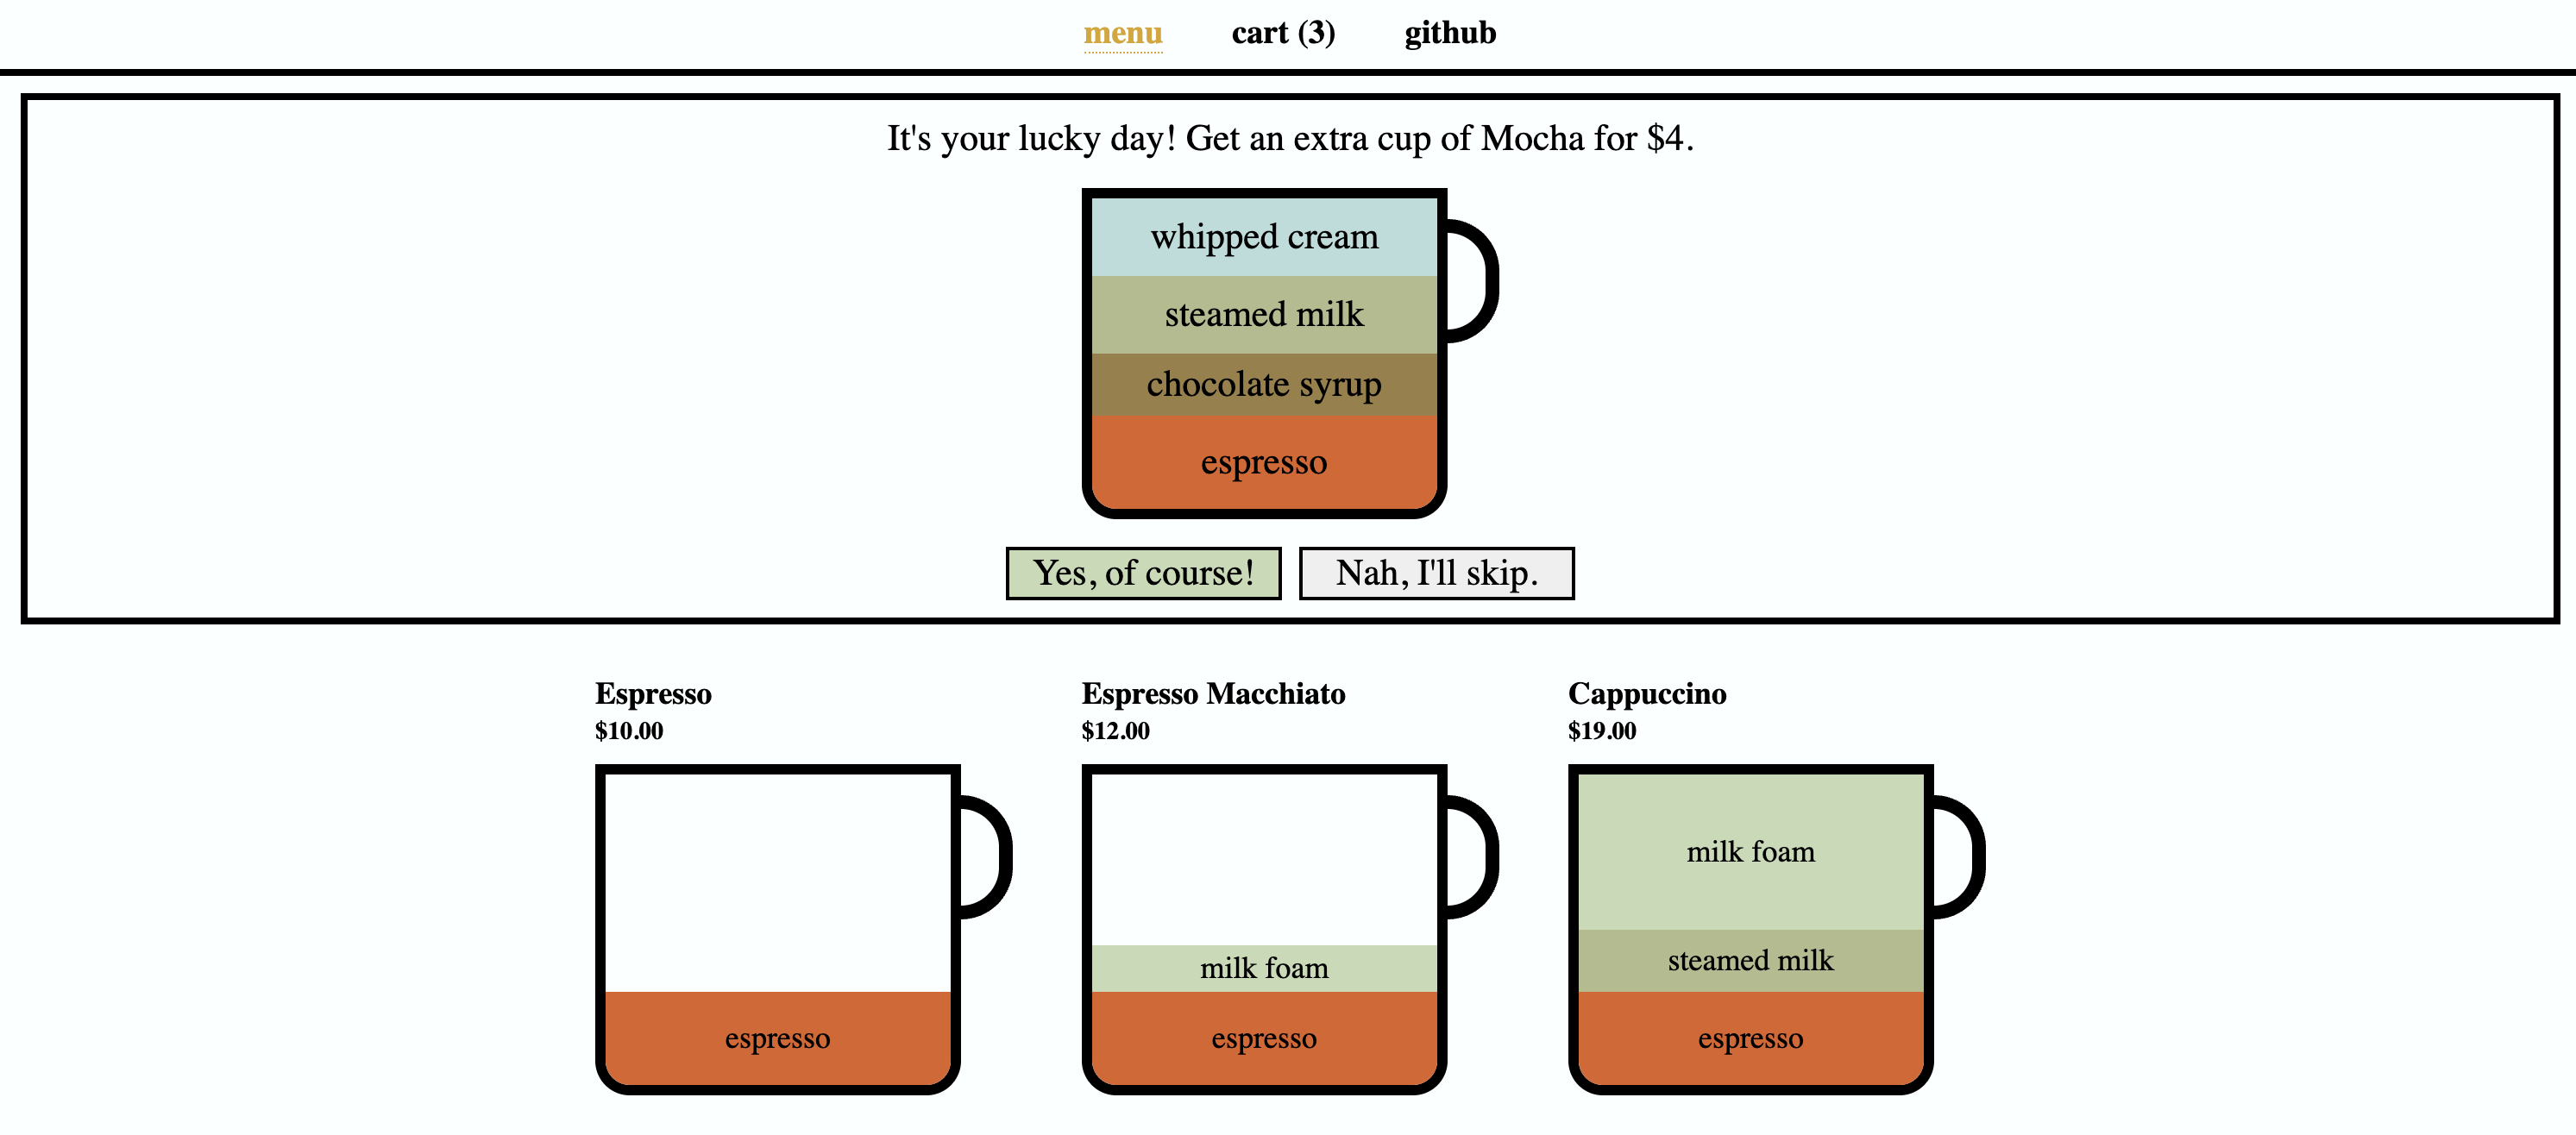 menu cart (3) github
It's your lucky day! Get an extra cup of Mocha for $4.
whipped cream
steamed milk
chocolate syrup
espresso
Yes, of course! Nah, I'll skip.
Espresso
$10.00
espresso
Espresso Macchiato
$12.00
milk foam
espresso
Cappuccino
$19.00
milk foam
steamed milk
espresso